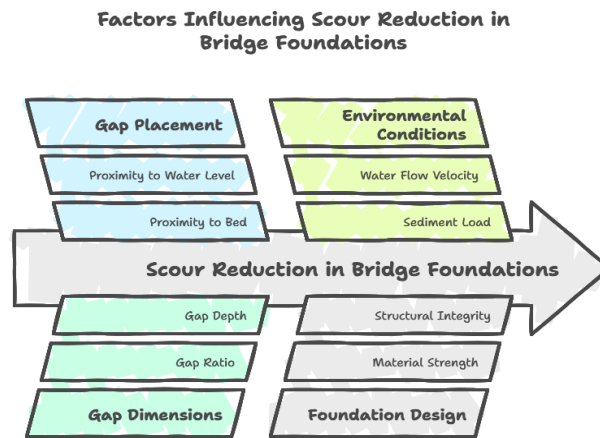 Factors Influencing Scour Reduction in
Bridge Foundations
Gap Placement
Environmental
Conditions
Proximity to Water Level
Water Flow Velocity
Proximity to Bed
Sediment Load
Scour Reduction in Bridge Foundations
Gap Depth
Structural Integrity
Gap Ratio
Material Strength
Gap Dimensions
Foundation Design